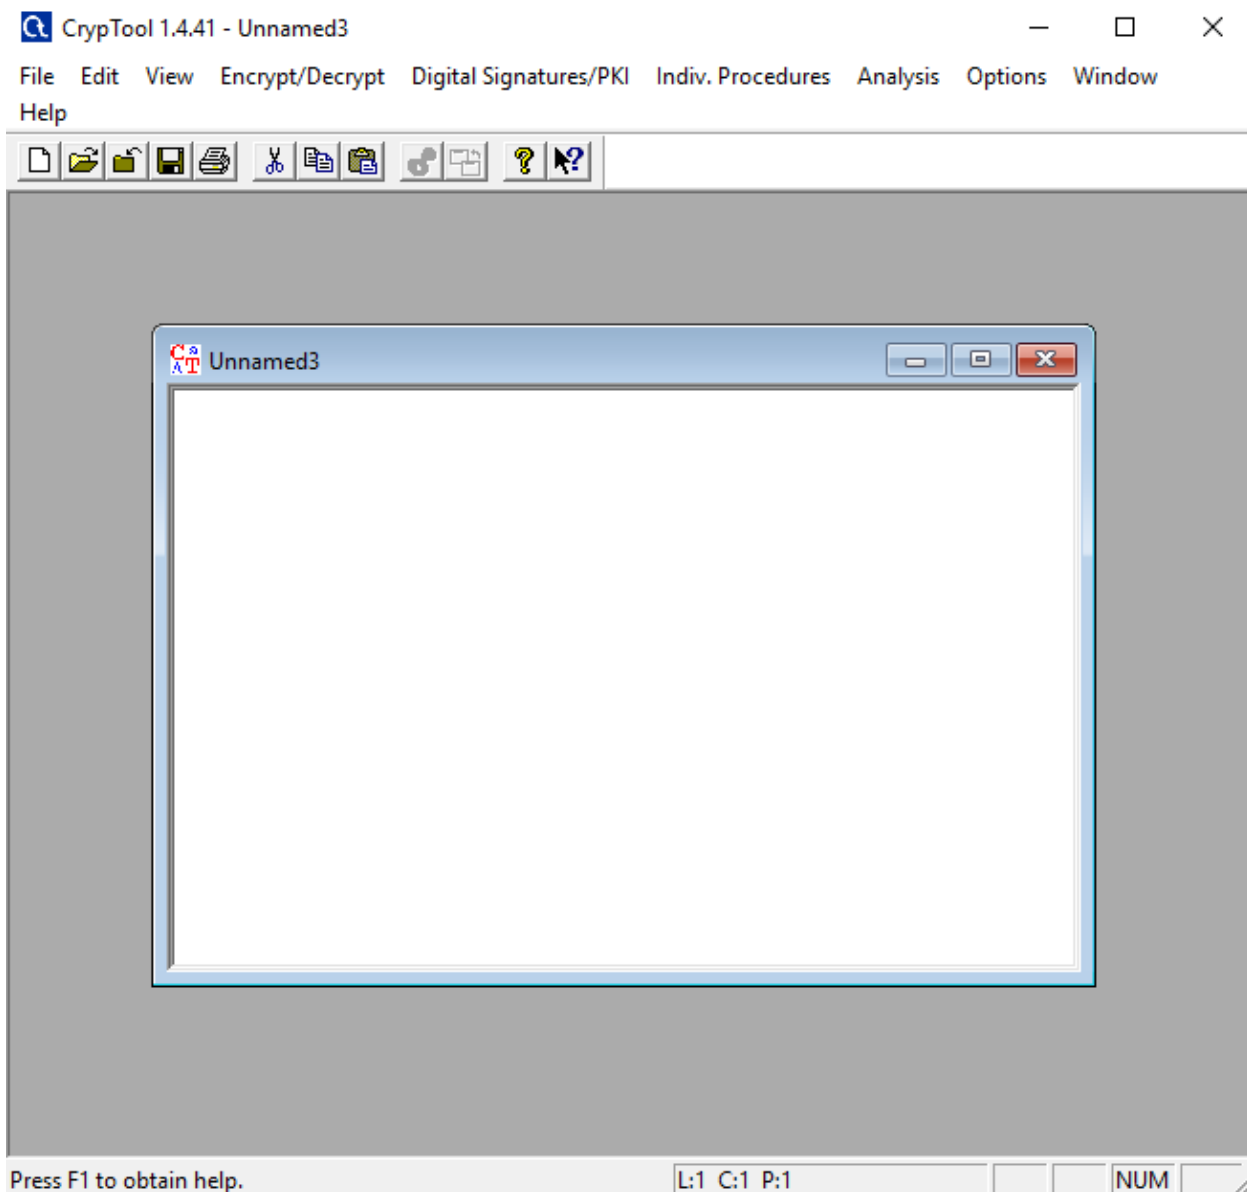 CrypTool 1.4.41 - Unnamed3
File Edit View Encrypt/Decrypt Digital Signatures/PKI Indiv. Procedures Analysis Options Window
Help
Unnamed3
Press F1 to obtain help. L:1 C:1 P:1 NUM